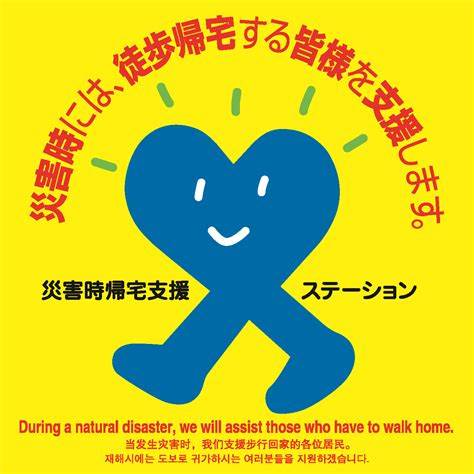 災害時には、徒歩帰宅する皆様を支援します。
災害時帰宅支援 ステーション
During a natural disaster, we will assist those who have to walk home.
当发生灾害时，我们支援步行回家的各位居民。
재해시에는 도보로 귀가하시는 여러분들을 지원하겠습니다.